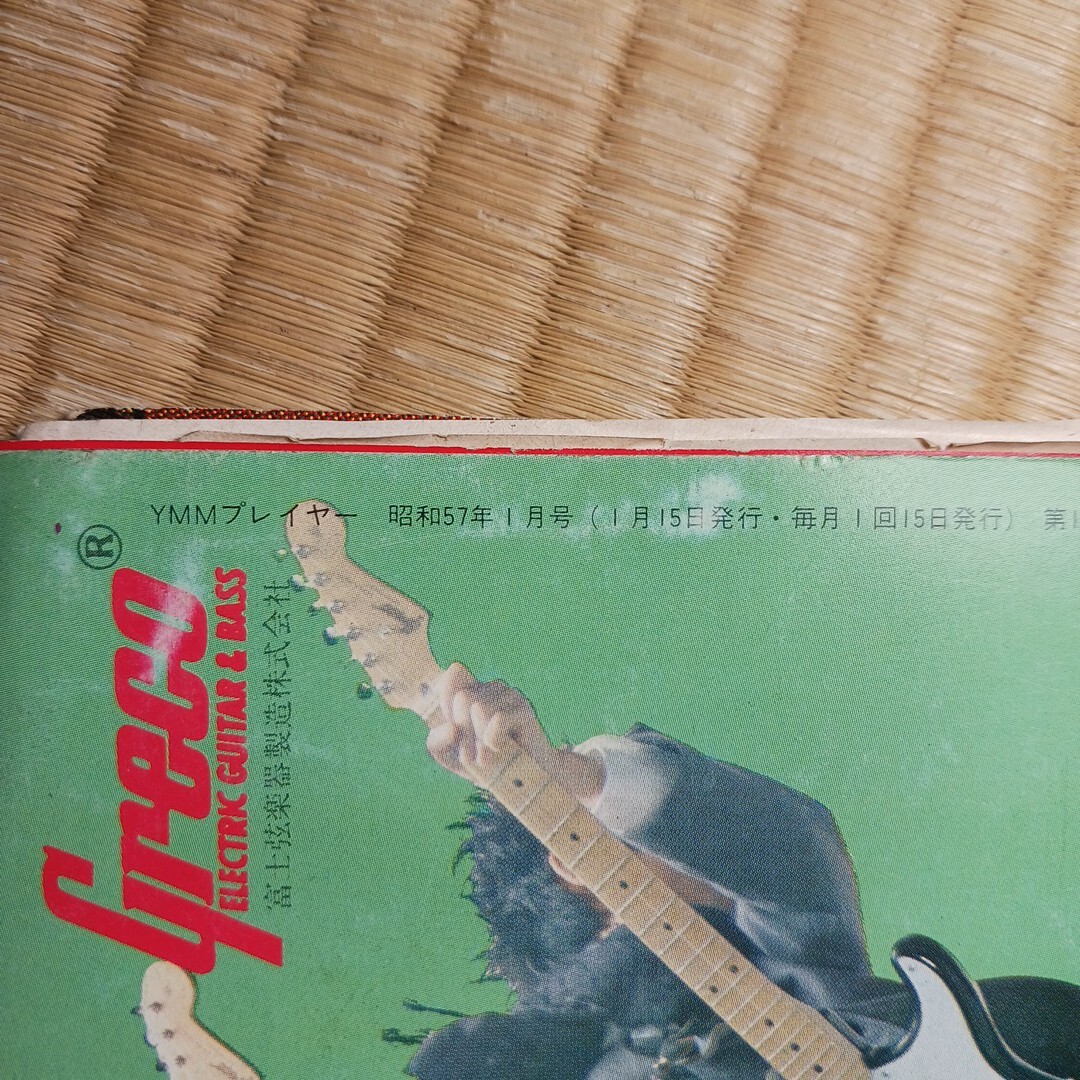 YMMプレイヤー 昭和57年1月号（1月15日発行・毎月1回15日発行） 第1
®
Greco
ELECTRIC GUITAR & BASS
富士弦楽器製造株式会社